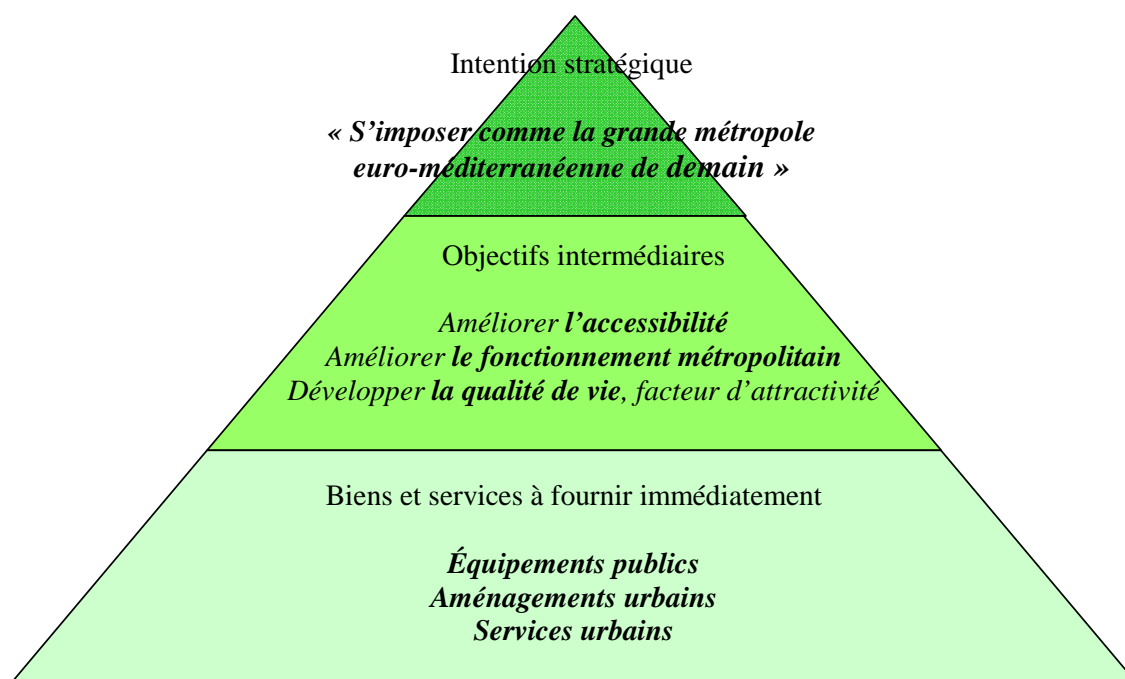 Intention stratégique
« S’imposer comme la grande métropole
euro-méditerranéenne de demain »
Objectifs intermédiaires
Améliorer l’accessibilité
Améliorer le fonctionnement métropolitain
Développer la qualité de vie, facteur d’attractivité
Biens et services à fournir immédiatement
Équipements publics
Aménagements urbains
Services urbains